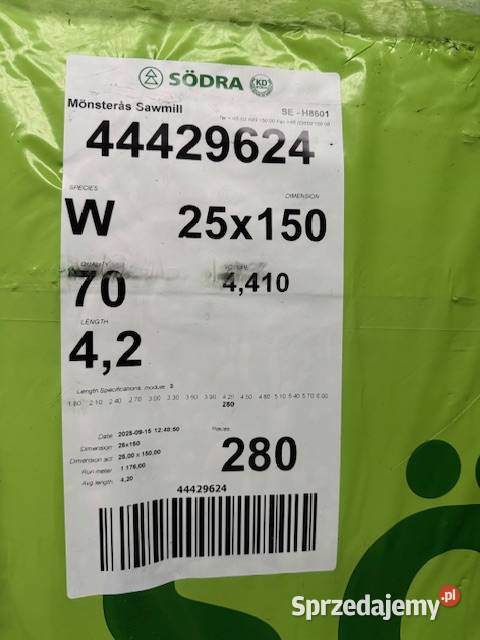 SÖDRA KD
Mönsterås Sawmill SE - H8601
44429624
SPECIES DIMENSION
W 25x150
QUALITY
70 4,410
LENGTH
4,2
Length Specifications, module: 3
1.80 2.10 2.40 2.70 3.00 3.30 3.60 3.90 4.20 4.50 4.80 5.10 5.40 5.70 6.00
280
Date 2025-09-15 12:48:50 Pieces
Dimension 25x150
Dimension act 25,00 x 150,00
Run meter 1 176,00
Avg length 4,20
280
44429624
Sprzedajemy.pl